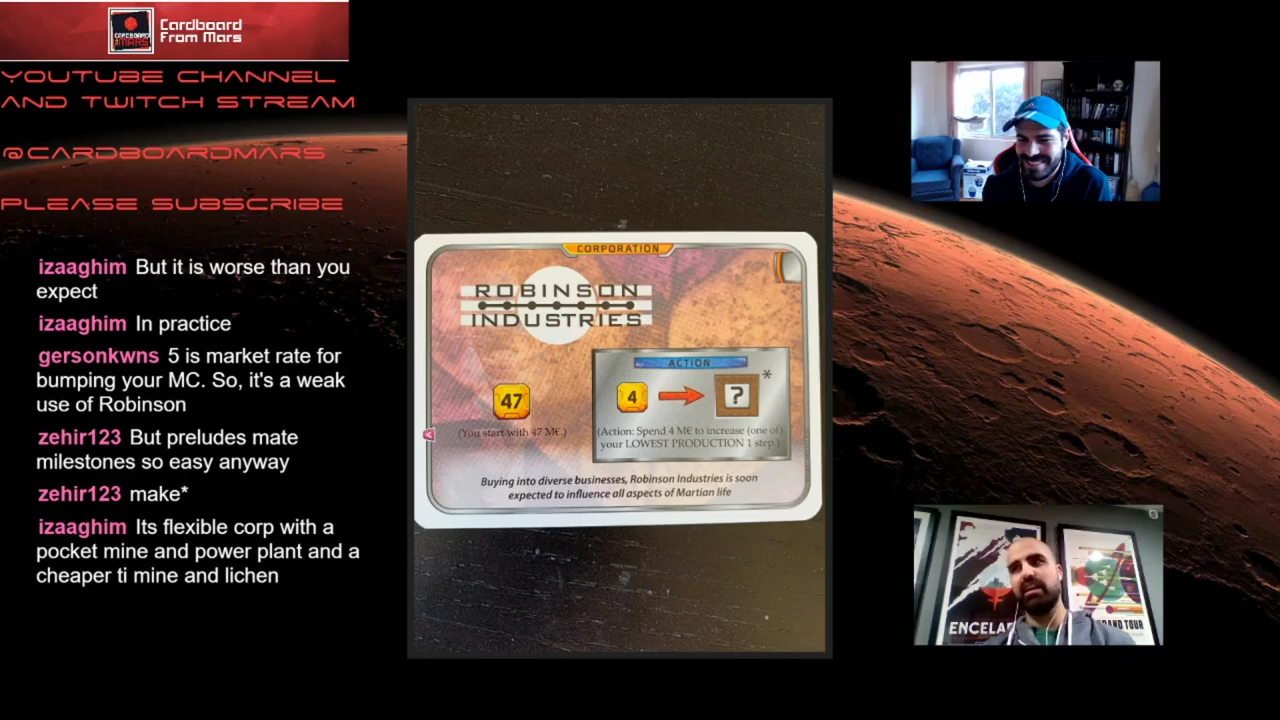 Cardboard
From Mars
CARDBOARD
MARS
YOUTUBE CHANNEL
AND TWITCH STREAM
@CARDBOARDMARS
PLEASE SUBSCRIBE
izaaghim But it is worse than you
expect
izaaghim In practice
gersonkwns 5 is market rate for
bumping your MC. So, it's a weak
use of Robinson
zehir123 But preludes mate
milestones so easy anyway
zehir123 make*
izaaghim Its flexible corp with a
pocket mine and power plant and a
cheaper ti mine and lichen
CORPORATION
ROBINSON
INDUSTRIES
ACTION
47
4
?
*
(You start with 47 M€.)
(Action: Spend 4 M€ to increase (one of)
your LOWEST PRODUCTION 1 step.)
Buying into diverse businesses, Robinson Industries is soon
expected to influence all aspects of Martian life
ENCELA
GRAND TOUR